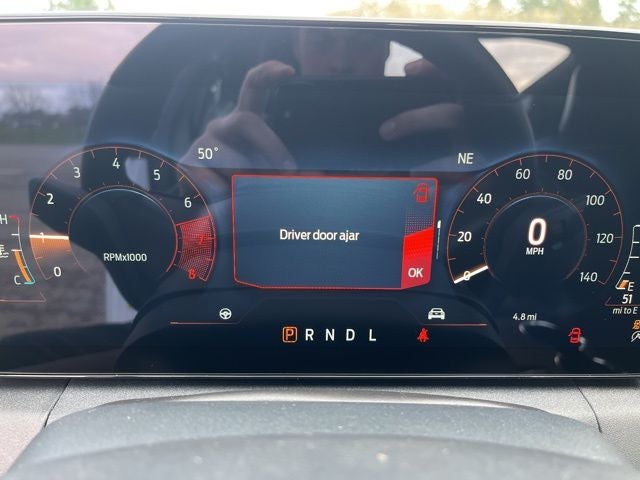 50° NE
0 1 2 3 4 5 6 7 8
RPMx1000
Driver door ajar
OK
0 20 40 60 80 100 120 140
0
MPH
H
C
E
51
mi to E
4.8 mi
P R N D L